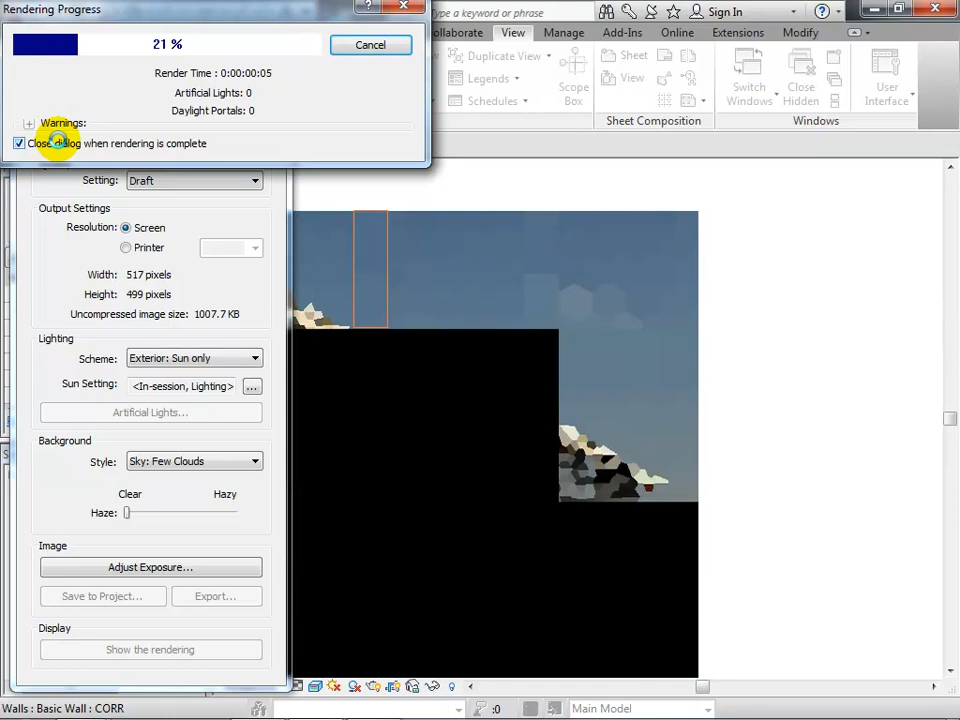 Rendering Progress
21 %
Cancel
Render Time : 0:00:00:05
Artificial Lights: 0
Daylight Portals: 0
Warnings:
Close dialog when rendering is complete
Type a keyword or phrase
Sign In
View
Manage
Add-Ins
Online
Extensions
Modify
Duplicate View
Legends
Schedules
Scope
Box
Sheet
View
Switch
Windows
Close
Hidden
User
Interface
Sheet Composition
Windows
Setting:
Draft
Output Settings
Resolution:
Screen
Printer
Width:
517 pixels
Height:
499 pixels
Uncompressed image size:
1007.7 KB
Lighting
Scheme:
Exterior: Sun only
Sun Setting:
<In-session, Lighting>
...
Artificial Lights...
Background
Style:
Sky: Few Clouds
Clear
Hazy
Haze:
Image
Adjust Exposure...
Save to Project...
Export...
Display
Show the rendering
Walls : Basic Wall : CORR
:0
Main Model